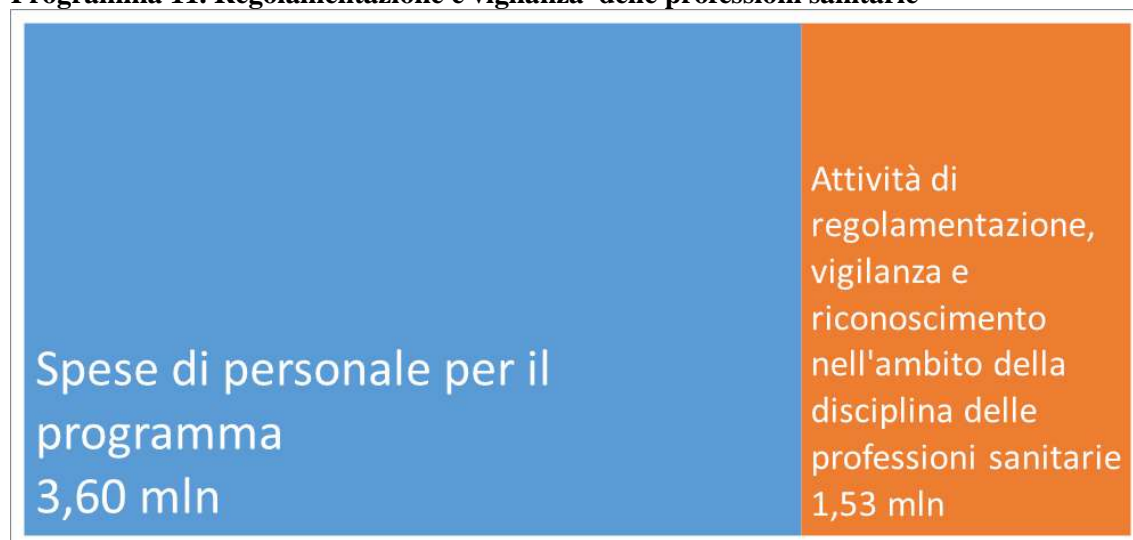 Programma 11: Regolamentazione e vigilanza delle professioni sanitarie
Spese di personale per il
programma
3,60 mln
Attività di
regolamentazione,
vigilanza e
riconoscimento
nell'ambito della
disciplina delle
professioni sanitarie
1,53 mln